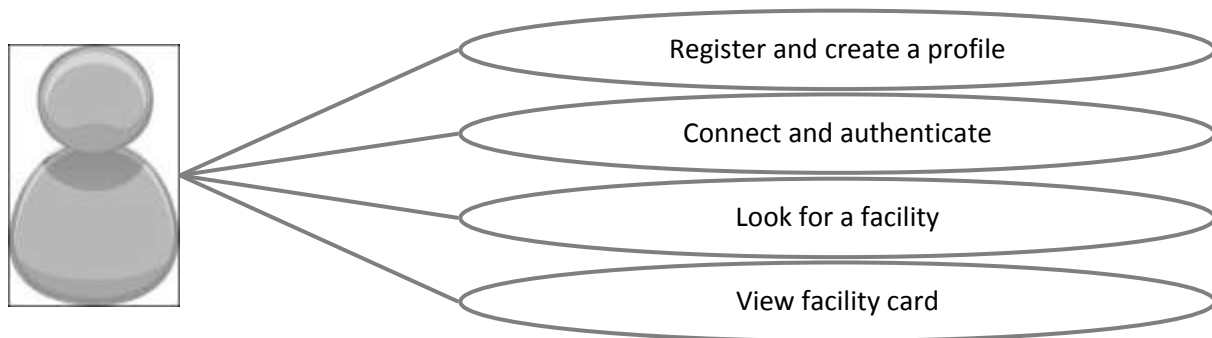 Register and create a profile
Connect and authenticate
Look for a facility
View facility card